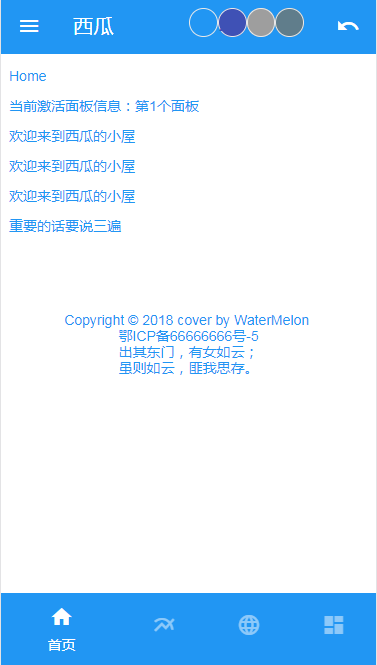 西瓜
Home
当前激活面板信息：第1个面板
欢迎来到西瓜的小屋
欢迎来到西瓜的小屋
欢迎来到西瓜的小屋
重要的话要说三遍
Copyright © 2018 cover by WaterMelon
鄂ICP备66666666号-5
出其东门，有女如云；
虽则如云，匪我思存。
首页